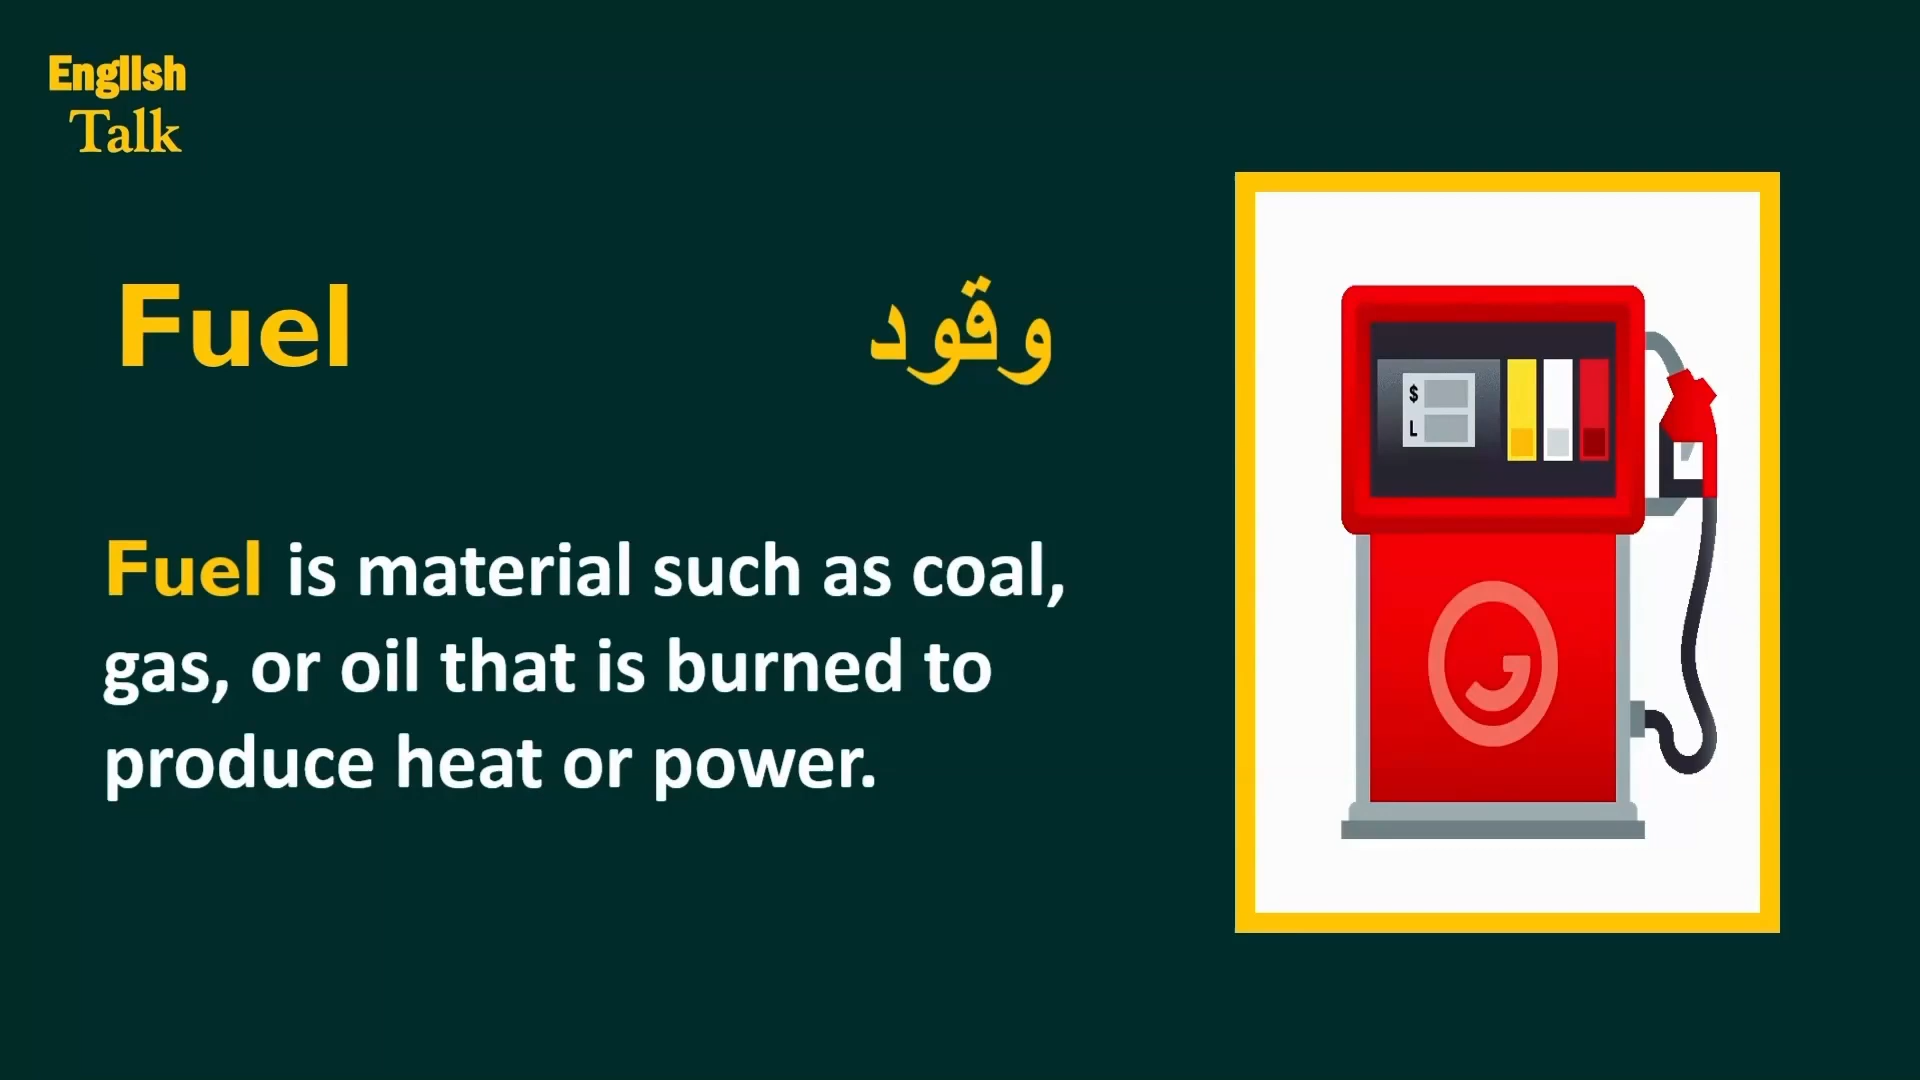 English
Talk
Fuel
وقود
Fuel is material such as coal,
gas, or oil that is burned to
produce heat or power.
$
L